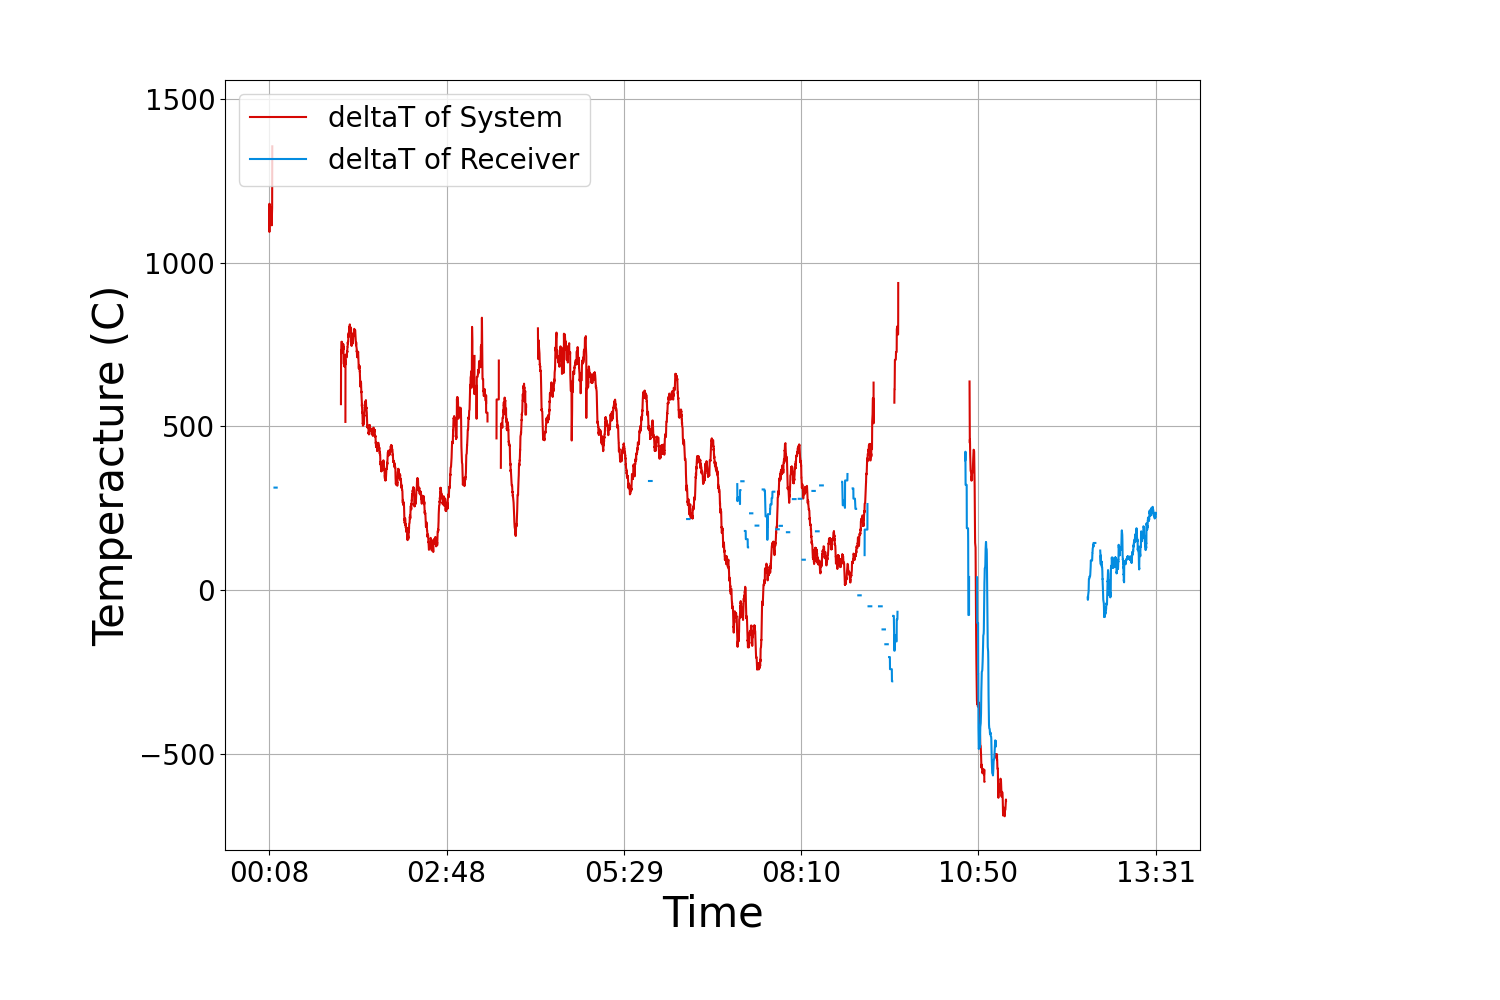 1500
1000
500
0
−500
Temperacture (C)
deltaT of System
deltaT of Receiver
00:08 02:48 05:29 08:10 10:50 13:31
Time